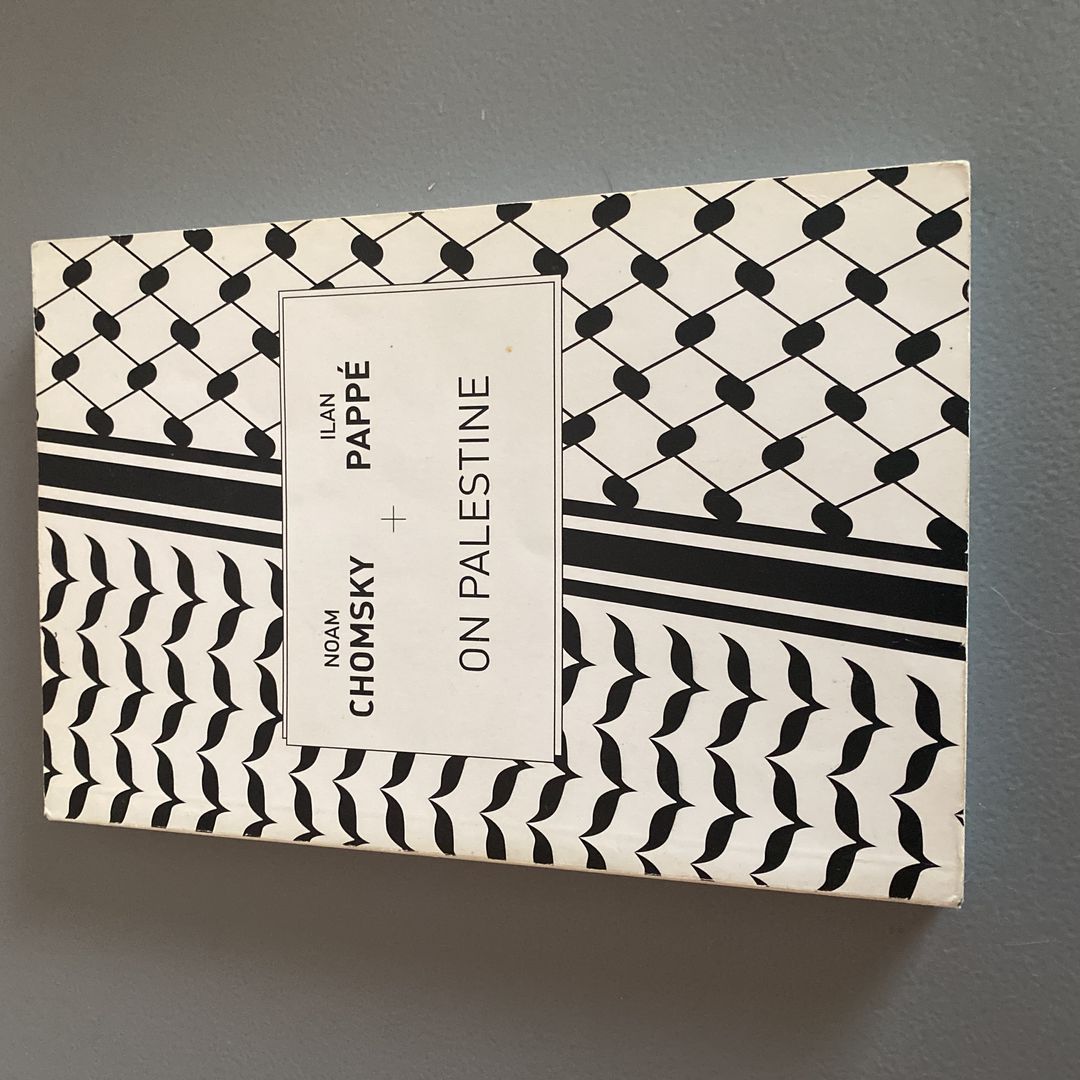 NOAM
CHOMSKY
ILAN
PAPPÉ
+
ON PALESTINE